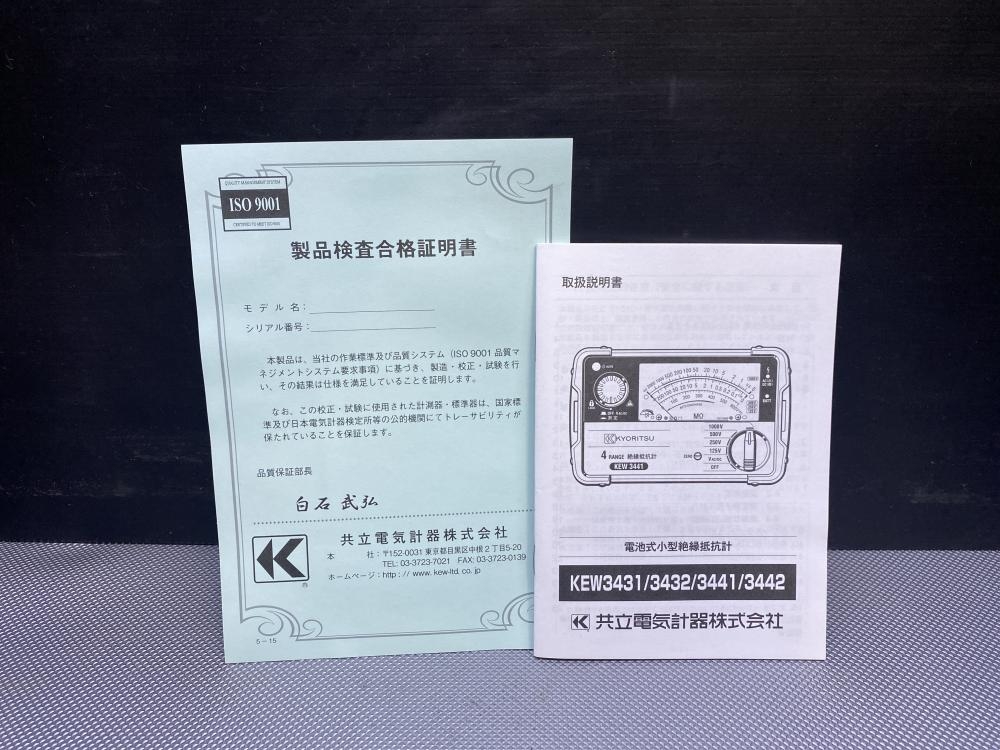 QUALITY MANAGEMENT SYSTEM
ISO 9001
CERTIFIED TO MEET ISO9001
製品検査合格証明書
モデル名：
シリアル番号：
本製品は、当社の作業標準及び品質システム（ISO 9001 品質マ
ネジメントシステム要求事項）に基づき、製造・校正・試験を行
い、その結果は仕様を満足していることを証明します。
なお、この校正・試験に使用された計測器・標準器は、国家標
準及び日本電気計器検定所等の公的機関にてトレーサビリティが
保たれていることを保証します。
品質保証部長
白石 武弘
共立電気計器株式会社
本 社：〒152-0031 東京都目黒区中根2丁目5-20
TEL: 03-3723-7021 FAX: 03-3723-0139
ホームページ：http://www.kew-ltd.co.jp
5－15
取扱説明書
MΩ
KYORITSU
4 RANGE 絶縁抵抗計
KEW 3441
1000V
500V
250V
125V
VAC/DC
OFF
ZERO
BATT
電池式小型絶縁抵抗計
KEW3431/3432/3441/3442
共立電気計器株式会社